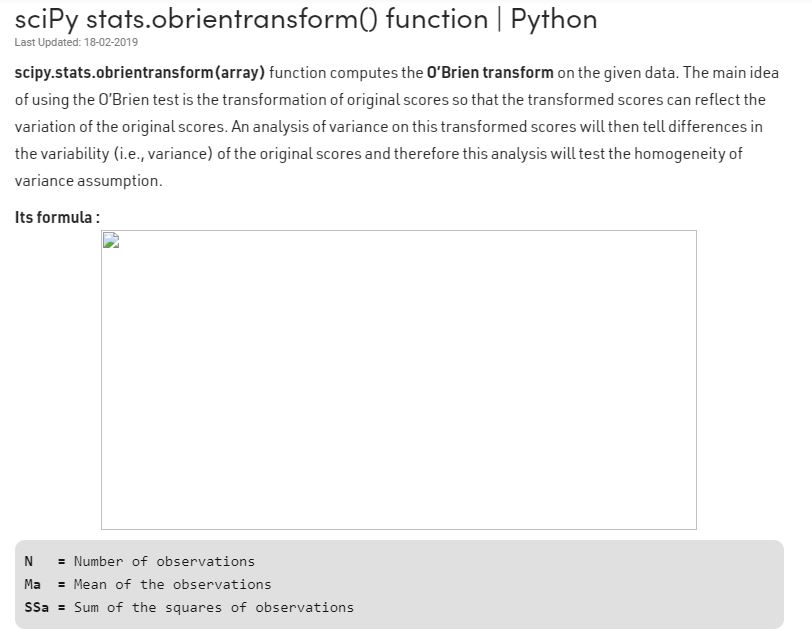 sciPy stats.obrientransform() function | Python
Last Updated: 18-02-2019
scipy.stats.obrientransform(array) function computes the O'Brien transform on the given data. The main idea
of using the O'Brien test is the transformation of original scores so that the transformed scores can reflect the
variation of the original scores. An analysis of variance on this transformed scores will then tell differences in
the variability (i.e., variance) of the original scores and therefore this analysis will test the homogeneity of
variance assumption.
Its formula :
N = Number of observations
Ma = Mean of the observations
SSa = Sum of the squares of observations